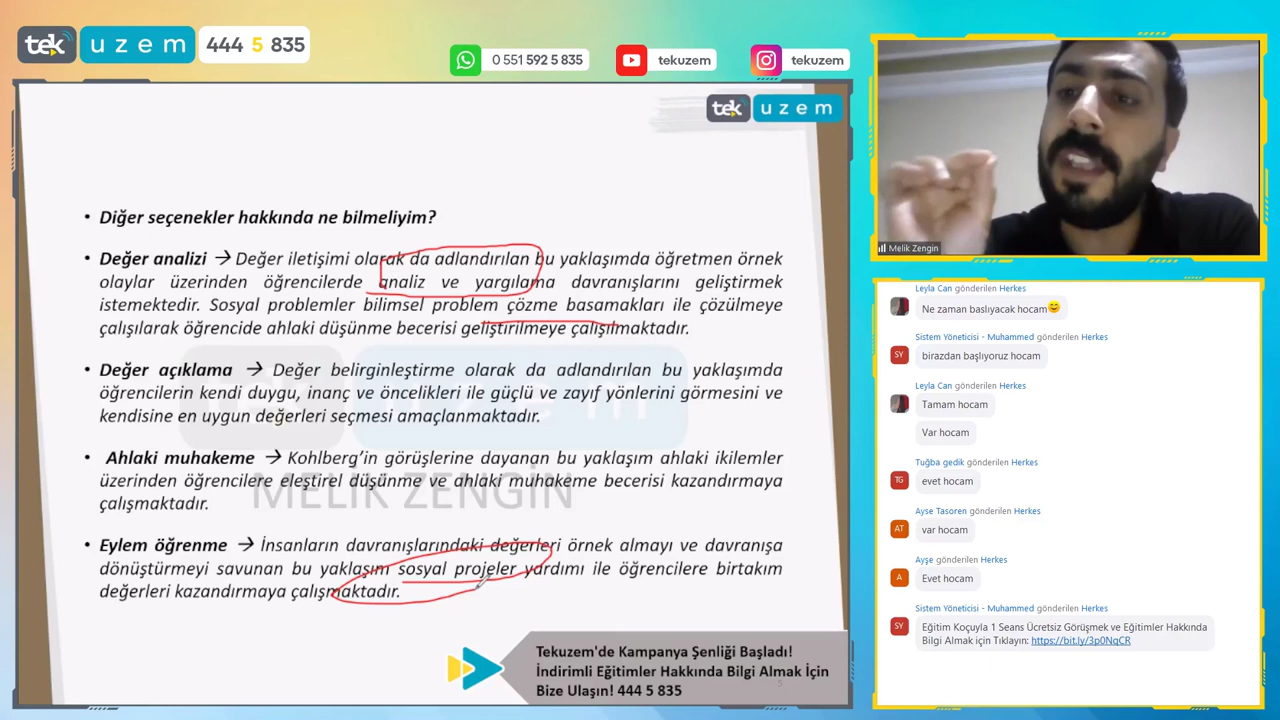 tek uzem 444 5 835
0 551 592 5 835
tekuzem
tekuzem
tek uzem
• Diğer seçenekler hakkında ne bilmeliyim?
• Değer analizi → Değer iletişimi olarak da adlandırılan bu yaklaşımda öğretmen örnek
olaylar üzerinden öğrencilerde analiz ve yargılama davranışlarını geliştirmek
istemektedir. Sosyal problemler bilimsel problem çözme basamakları ile çözülmeye
çalışılarak öğrencide ahlaki düşünme becerisi geliştirilmeye çalışılmaktadır.
• Değer açıklama → Değer belirginleştirme olarak da adlandırılan bu yaklaşımda
öğrencilerin kendi duygu, inanç ve öncelikleri ile güçlü ve zayıf yönlerini görmesini ve
kendisine en uygun değerleri seçmesi amaçlanmaktadır.
• Ahlaki muhakeme → Kohlberg'in görüşlerine dayanan bu yaklaşım ahlaki ikilemler
üzerinden öğrencilere eleştirel düşünme ve ahlaki muhakeme becerisi kazandırmaya
çalışmaktadır.
MELİK ZENGİN
• Eylem öğrenme → İnsanların davranışlarındaki değerleri örnek almayı ve davranışa
dönüştürmeyi sınayan bu yaklaşım sosyal projeler yardımı ile öğrencilere birtakım
değerleri kazandırmaya çalışmaktadır.
Tekuzem'de Kampanya Şenliği Başladı!
İndirimli Eğitimler Hakkında Bilgi Almak İçin
Bize Ulaşın! 444 5 835
5
Melik Zengin
Leyla Can gönderilen Herkes
Ne zaman baslıyacak hocam😊
Sistem Yöneticisi - Muhammed gönderilen Herkes
SY
birazdan başlıyoruz hocam
Leyla Can gönderilen Herkes
Tamam hocam
Var hocam
Tuğba gedik gönderilen Herkes
TG
evet hocam
Ayse Tasoren gönderilen Herkes
AT
var hocam
Ayşe gönderilen Herkes
A
Evet hocam
Sistem Yöneticisi - Muhammed gönderilen Herkes
SY
Eğitim Koçuyla 1 Seans Ücretsiz Görüşmek ve Eğitimler Hakkında
Bilgi Almak için Tıklayın: https://bit.ly/3p0NqCR